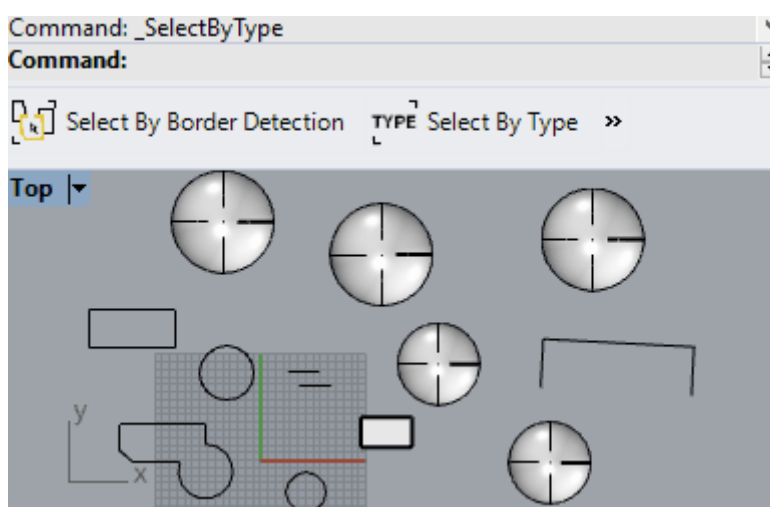 Command: _SelectByType
Command:
Select By Border Detection TYPE Select By Type »
Top
y
x